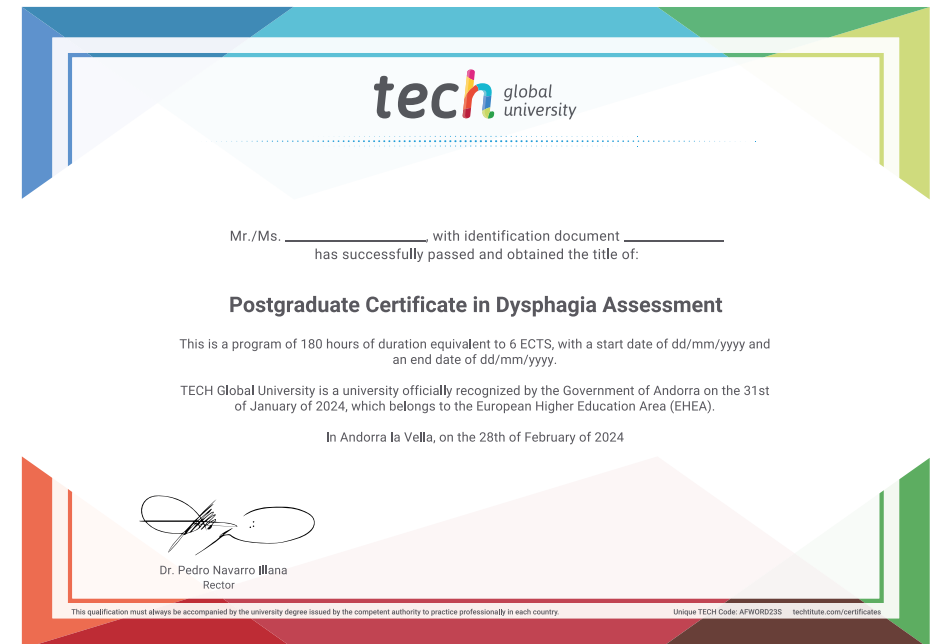 tech global university
Mr./Ms. ____________, with identification document ____________
has successfully passed and obtained the title of:
Postgraduate Certificate in Dysphagia Assessment
This is a program of 180 hours of duration equivalent to 6 ECTS, with a start date of dd/mm/yyyy and
an end date of dd/mm/yyyy.
TECH Global University is a university officially recognized by the Government of Andorra on the 31st
of January of 2024, which belongs to the European Higher Education Area (EHEA).
In Andorra la Vella, on the 28th of February of 2024
Dr. Pedro Navarro Illana
Rector
This qualification must always be accompanied by the university degree issued by the competent authority to practice professionally in each country.
Unique TECH Code: AFWORD23S techtitute.com/certificates